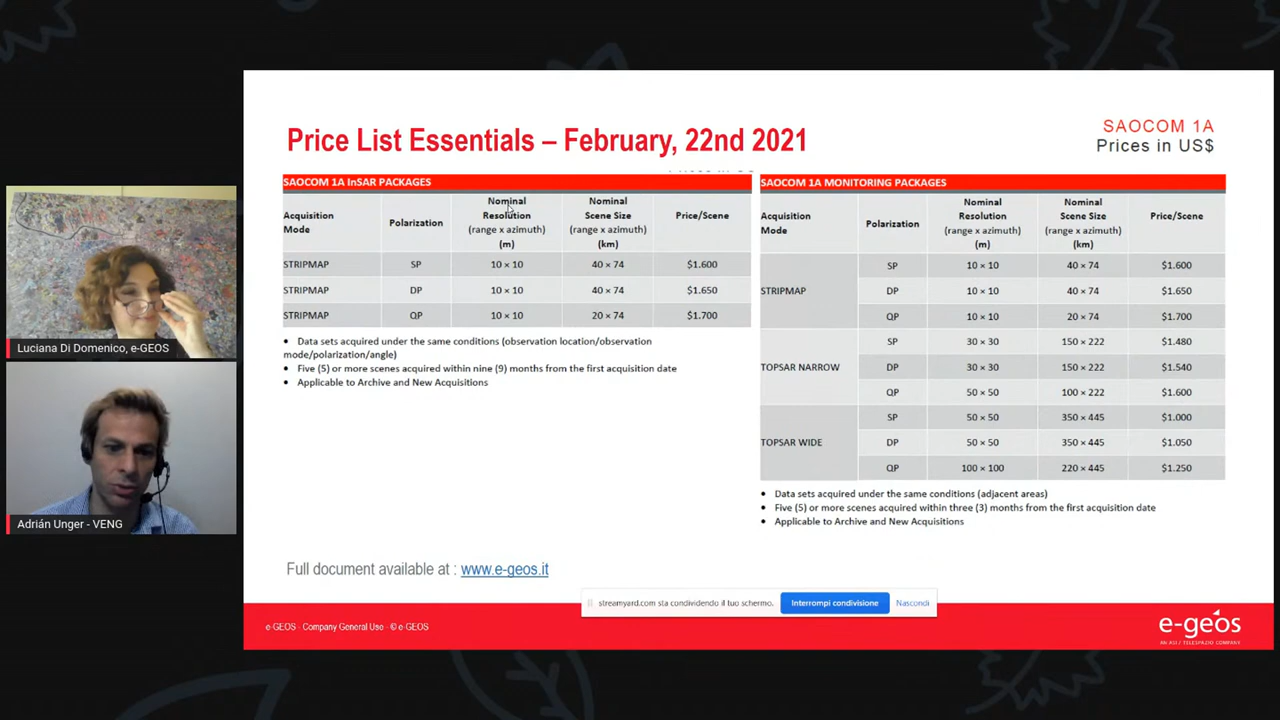 Price List Essentials – February, 22nd 2021
SAOCOM 1A
Prices in US$
SAOCOM 1A InSAR PACKAGES
Acquisition Mode Polarization Nominal Resolution (range x azimuth) (m) Nominal Scene Size (range x azimuth) (km) Price/Scene
STRIPMAP SP 10 × 10 40 × 74 $1.600
STRIPMAP DP 10 × 10 40 × 74 $1.650
STRIPMAP QP 10 × 10 20 × 74 $1.700
• Data sets acquired under the same conditions (observation location/observation
mode/polarization/angle)
• Five (5) or more scenes acquired within nine (9) months from the first acquisition date
• Applicable to Archive and New Acquisitions
SAOCOM 1A MONITORING PACKAGES
Acquisition Mode Polarization Nominal Resolution (range x azimuth) (m) Nominal Scene Size (range x azimuth) (km) Price/Scene
SP 10 × 10 40 × 74 $1.600
STRIPMAP DP 10 × 10 40 × 74 $1.650
QP 10 × 10 20 × 74 $1.700
SP 30 × 30 150 × 222 $1.480
TOPSAR NARROW DP 30 × 30 150 × 222 $1.540
QP 50 × 50 100 × 222 $1.600
SP 50 × 50 350 × 445 $1.000
TOPSAR WIDE DP 50 × 50 350 × 445 $1.050
QP 100 × 100 220 × 445 $1.250
• Data sets acquired under the same conditions (adjacent areas)
• Five (5) or more scenes acquired within three (3) months from the first acquisition date
• Applicable to Archive and New Acquisitions
Luciana Di Domenico, e-GEOS
Adrián Unger - VENG
Full document available at : www.e-geos.it
streamyard.com sta condividendo il tuo schermo. Interrompi condivisione Nascondi
e-GEOS - Company General Use - © e-GEOS
e-geos
AN ASI / TELESPAZIO COMPANY